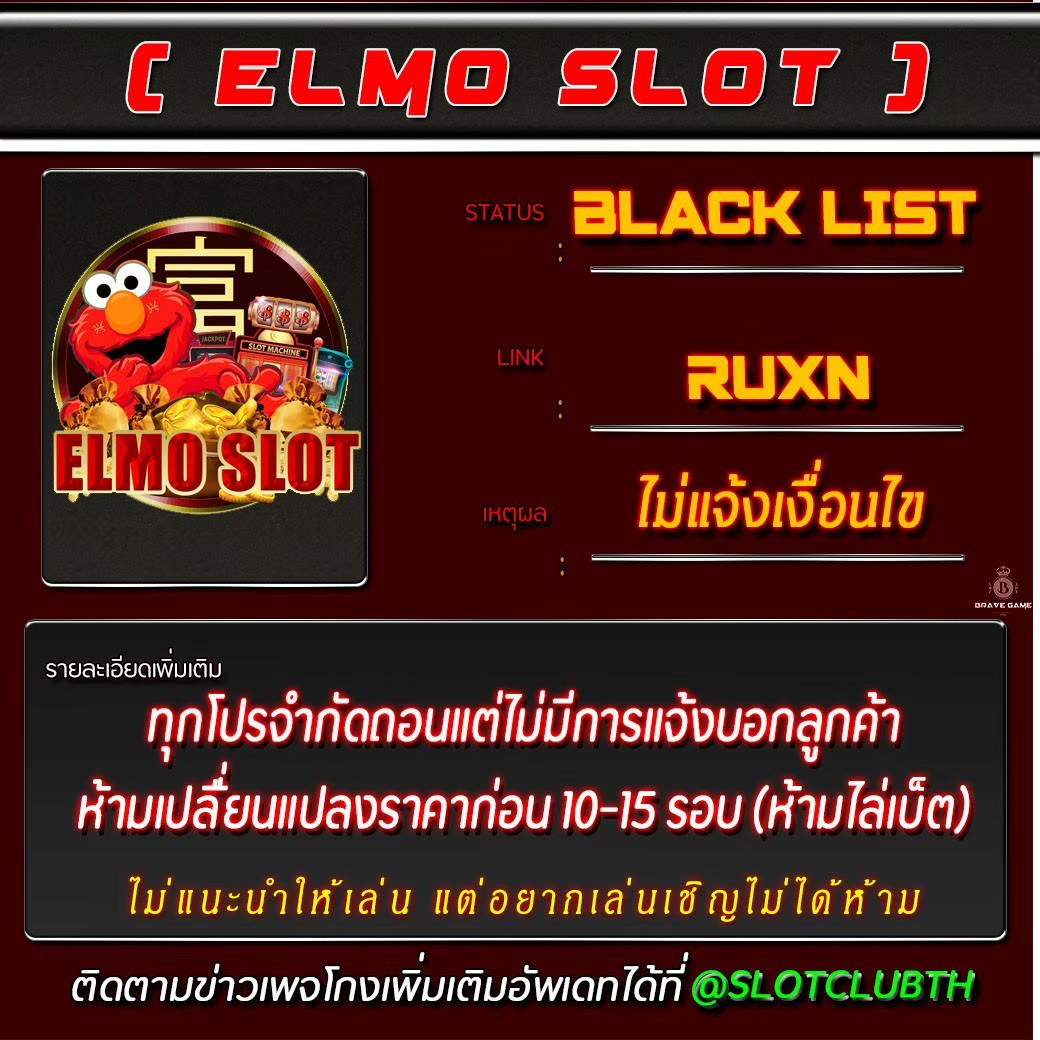 ( ELMO SLOT )
富
JACKPOT
SLOT MACHINE
ELMO SLOT
STATUS : BLACK LIST
LINK : RUXN
เหตุผล : ไม่แจ้งเงื่อนไข
B
BRAVE GAME
รายละเอียดเพิ่มเติม
ทุกโปรจำกัดถอนแต่ไม่มีการแจ้งบอกลูกค้า
ห้ามเปลี่ยนแปลงราคาก่อน 10-15 รอบ (ห้ามไล่เบ็ต)
ไม่แนะนำให้เล่น แต่อยากเล่นเชิญไม่ได้ห้าม
ติดตามข่าวเพจโกงเพิ่มเติมอัพเดทได้ที่ @SLOTCLUBTH